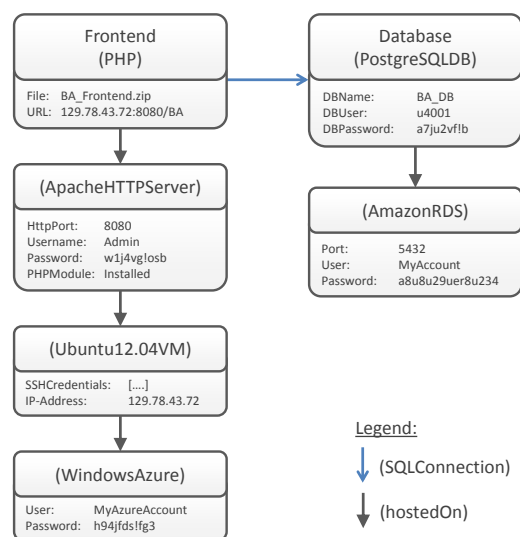 Frontend
(PHP)
File: BA_Frontend.zip
URL: 129.78.43.72:8080/BA
(ApacheHTTPServer)
HttpPort: 8080
Username: Admin
Password: w1j4vg!osb
PHPModule: Installed
(Ubuntu12.04VM)
SSHCredentials: [....]
IP-Address: 129.78.43.72
(WindowsAzure)
User: MyAzureAccount
Password: h94jfds!fg3
Database
(PostgreSQLDB)
DBName: BA_DB
DBUser: u4001
DBPassword: a7ju2vf!b
(AmazonRDS)
Port: 5432
User: MyAccount
Password: a8u8u29uer8u234
Legend:
(SQLConnection)
(hostedOn)